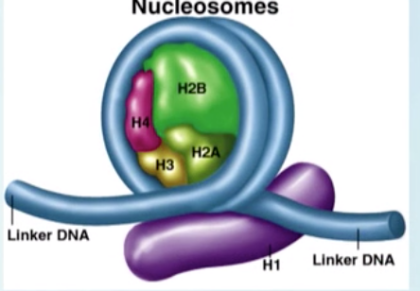 Nucleosomes
H2B
H4
H2A
H3
Linker DNA
H1
Linker DNA